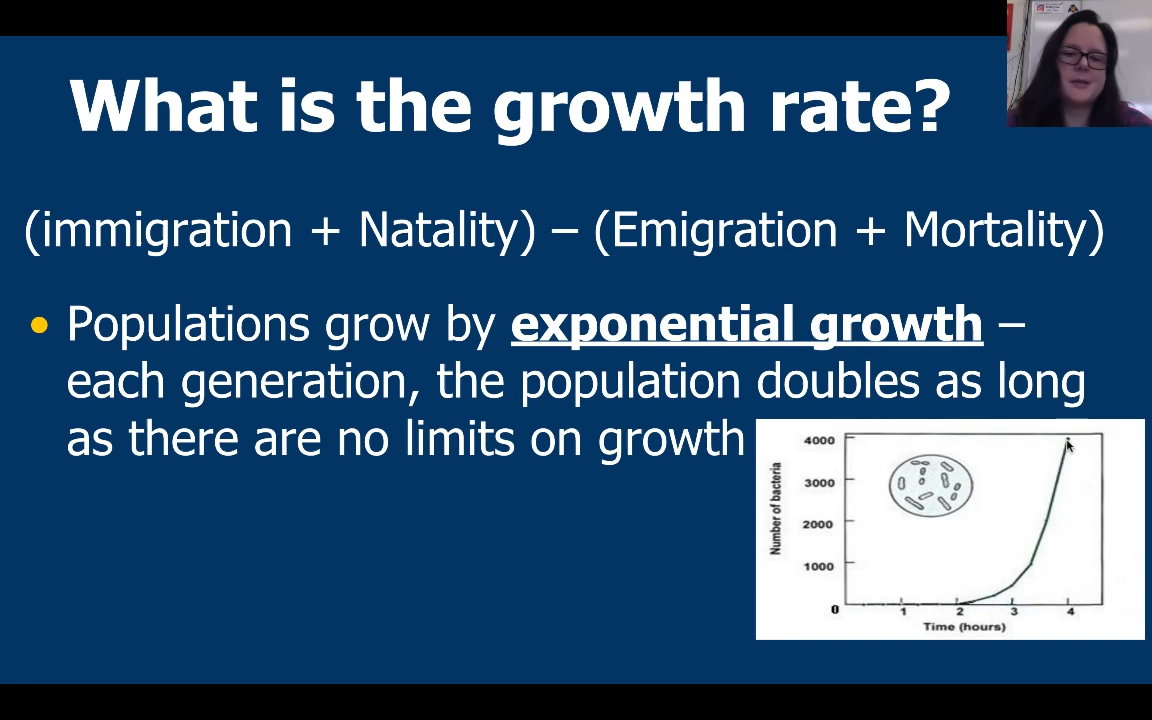 What is the growth rate?
(immigration + Natality) – (Emigration + Mortality)
• Populations grow by exponential growth –
each generation, the population doubles as long
as there are no limits on growth
4000
3000
2000
1000
0
Number of bacteria
1 2 3 4
Time (hours)